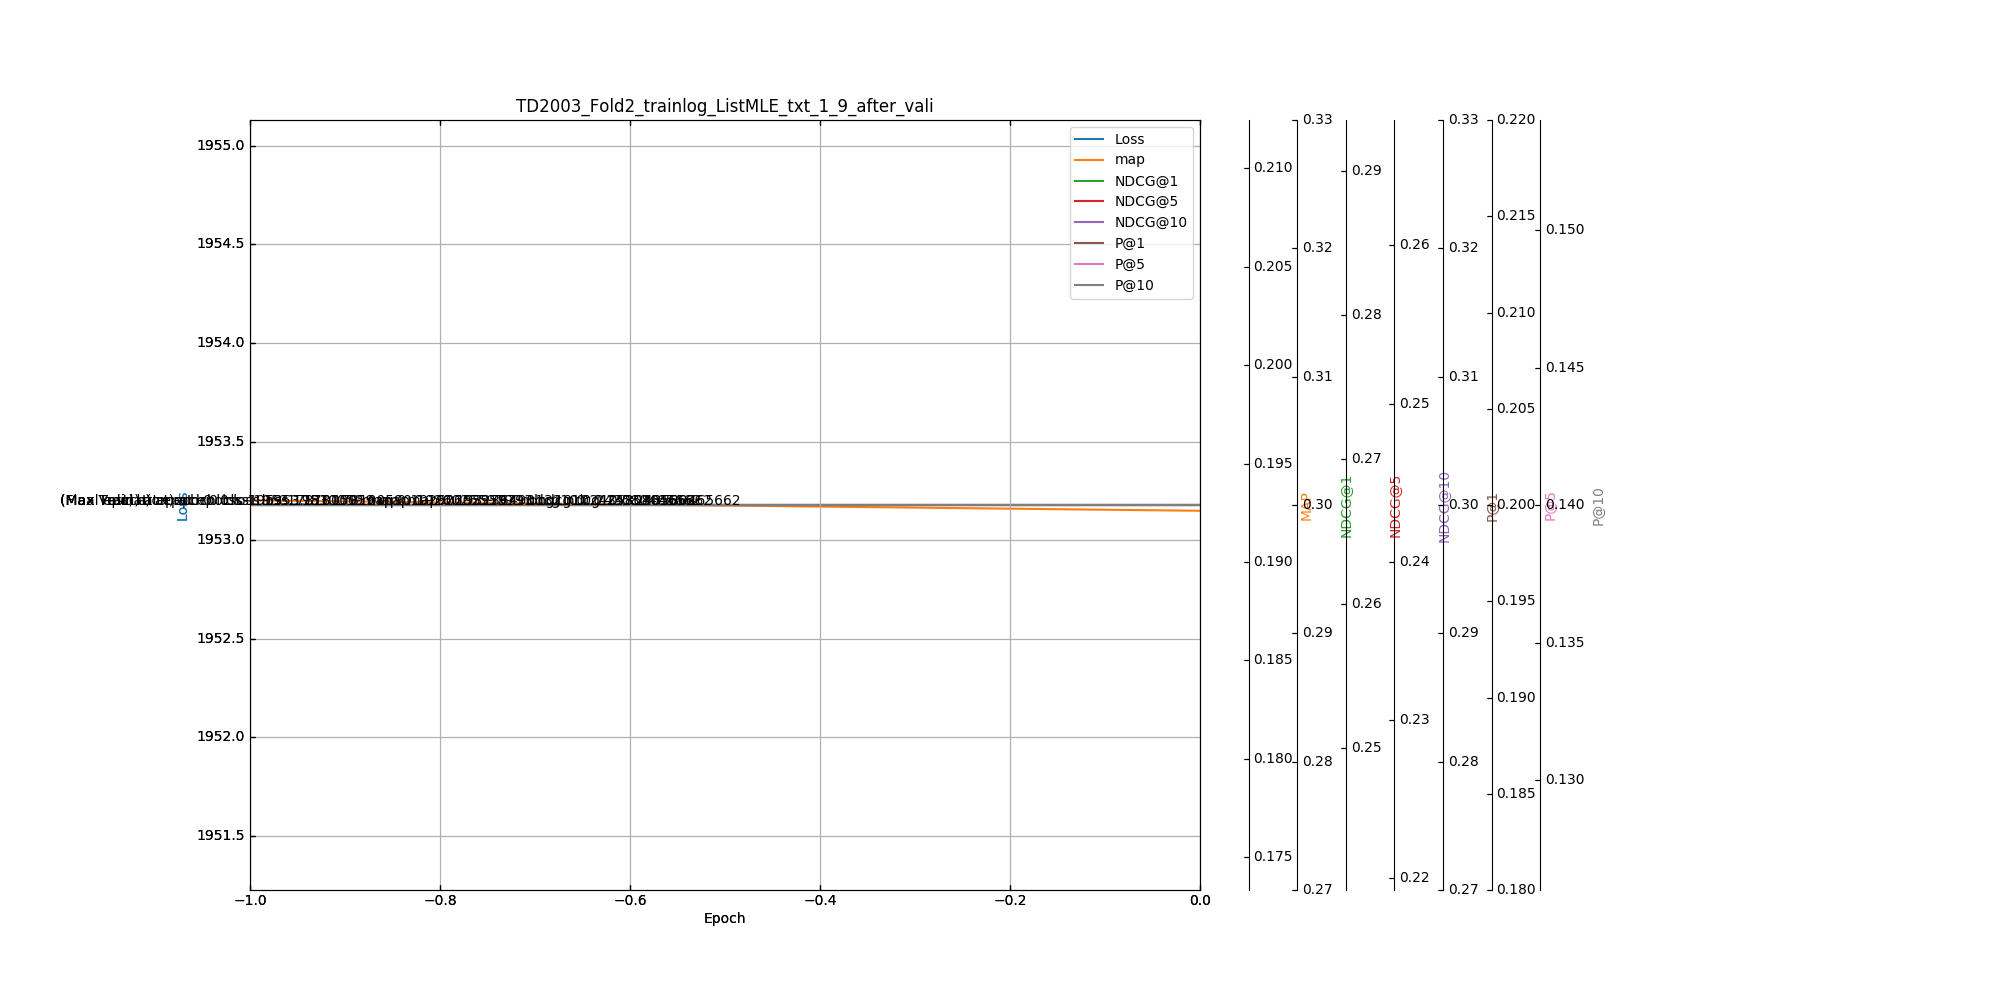 TD2003_Fold2_trainlog_ListMLE_txt_1_9_after_vali
Loss
map
NDCG@1
NDCG@5
NDCG@10
P@1
P@5
P@10
1955.0
1954.5
1954.0
1953.5
1953.0
1952.5
1952.0
1951.5
Loss
−1.0 −0.8 −0.6 −0.4 −0.2 0.0
Epoch
0.210
0.205
0.200
0.195
0.190
0.185
0.180
0.175
MAP
0.33
0.32
0.31
0.30
0.29
0.28
0.27
NDCG@1
0.29
0.28
0.27
0.26
0.25
NDCG@5
0.26
0.25
0.24
0.23
0.22
NDCG@10
0.33
0.32
0.31
0.30
0.29
0.28
0.27
P@1
0.220
0.215
0.210
0.205
0.200
0.195
0.190
0.185
0.180
P@5
0.150
0.145
0.140
0.135
0.130
P@10